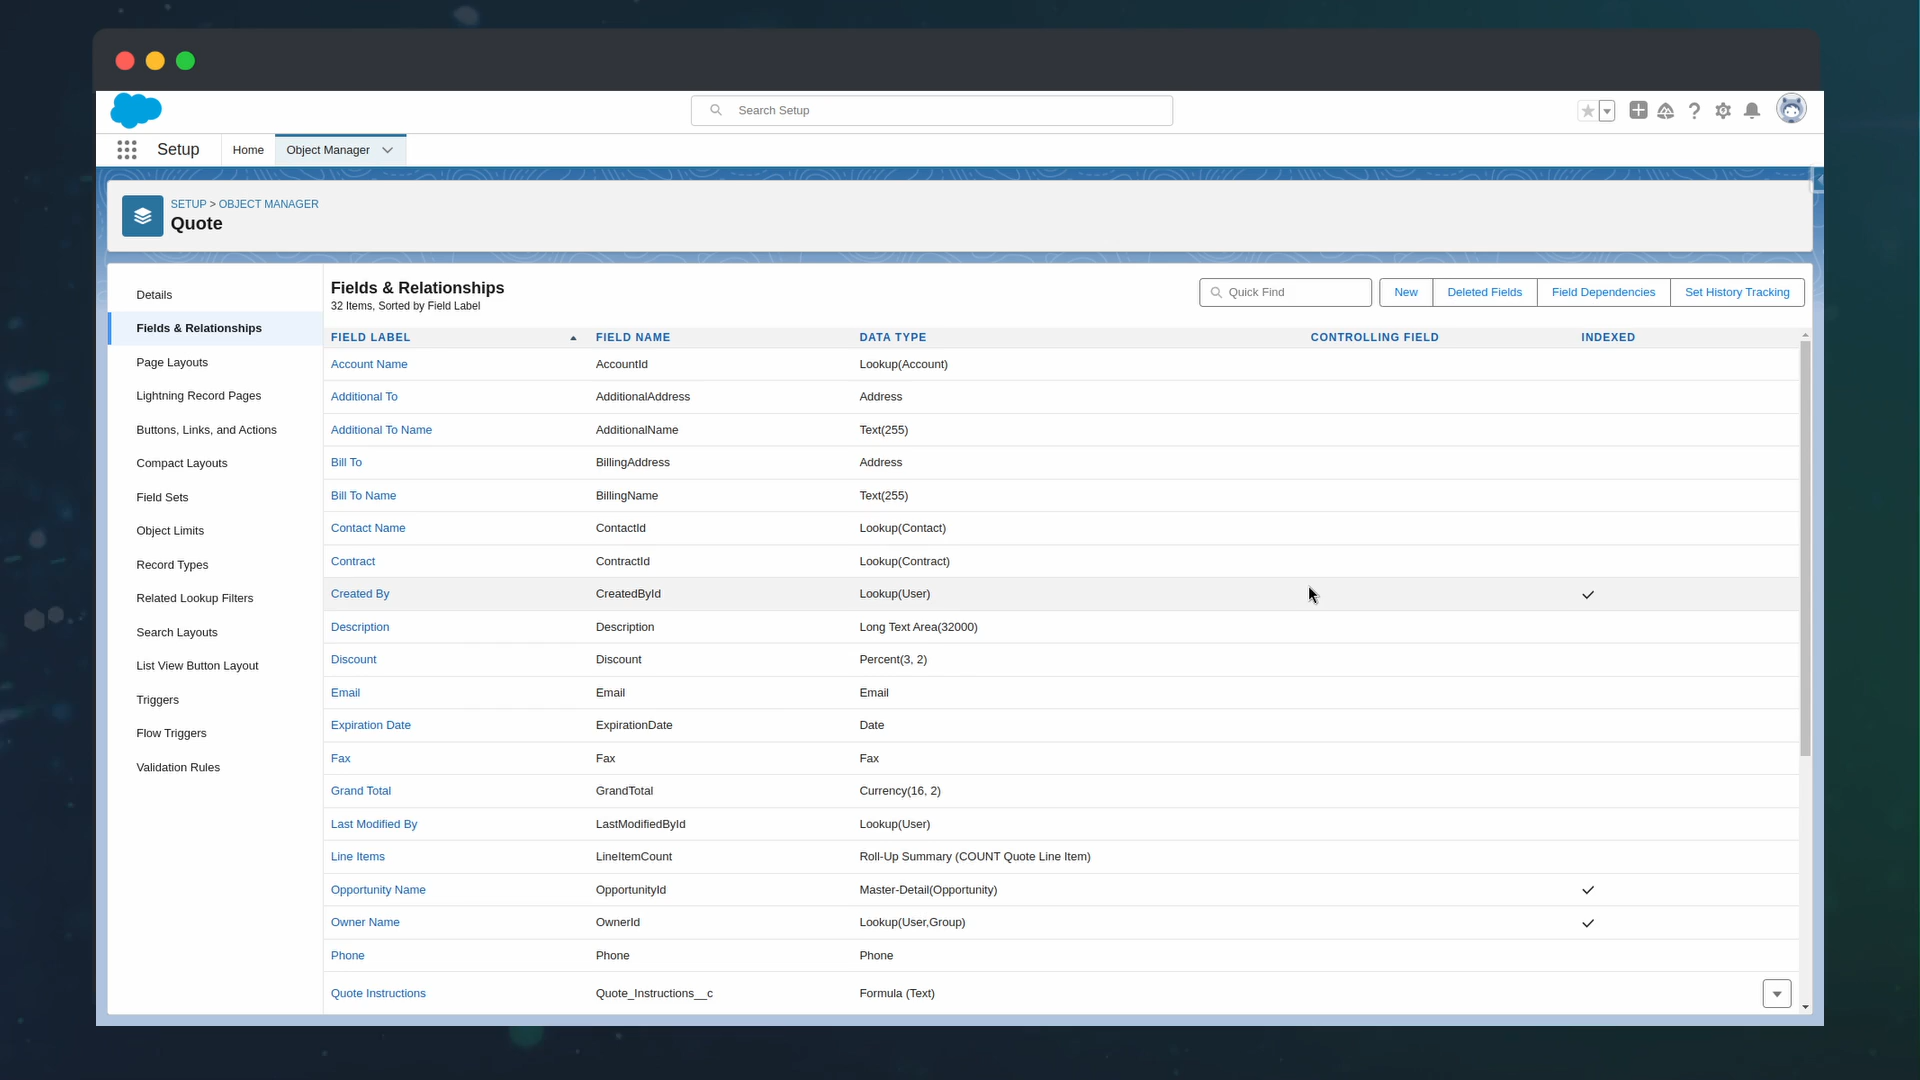 Search Setup
Setup
Home
Object Manager
SETUP > OBJECT MANAGER
Quote
Details
Fields & Relationships
Page Layouts
Lightning Record Pages
Buttons, Links, and Actions
Compact Layouts
Field Sets
Object Limits
Record Types
Related Lookup Filters
Search Layouts
List View Button Layout
Triggers
Flow Triggers
Validation Rules
Fields & Relationships
32 Items, Sorted by Field Label
Quick Find
New
Deleted Fields
Field Dependencies
Set History Tracking
FIELD LABEL FIELD NAME DATA TYPE CONTROLLING FIELD INDEXED
Account Name AccountId Lookup(Account)
Additional To AdditionalAddress Address
Additional To Name AdditionalName Text(255)
Bill To BillingAddress Address
Bill To Name BillingName Text(255)
Contact Name ContactId Lookup(Contact)
Contract ContractId Lookup(Contract)
Created By CreatedById Lookup(User)
Description Description Long Text Area(32000)
Discount Discount Percent(3, 2)
Email Email Email
Expiration Date ExpirationDate Date
Fax Fax Fax
Grand Total GrandTotal Currency(16, 2)
Last Modified By LastModifiedById Lookup(User)
Line Items LineItemCount Roll-Up Summary (COUNT Quote Line Item)
Opportunity Name OpportunityId Master-Detail(Opportunity)
Owner Name OwnerId Lookup(User,Group)
Phone Phone Phone
Quote Instructions Quote_Instructions__c Formula (Text)